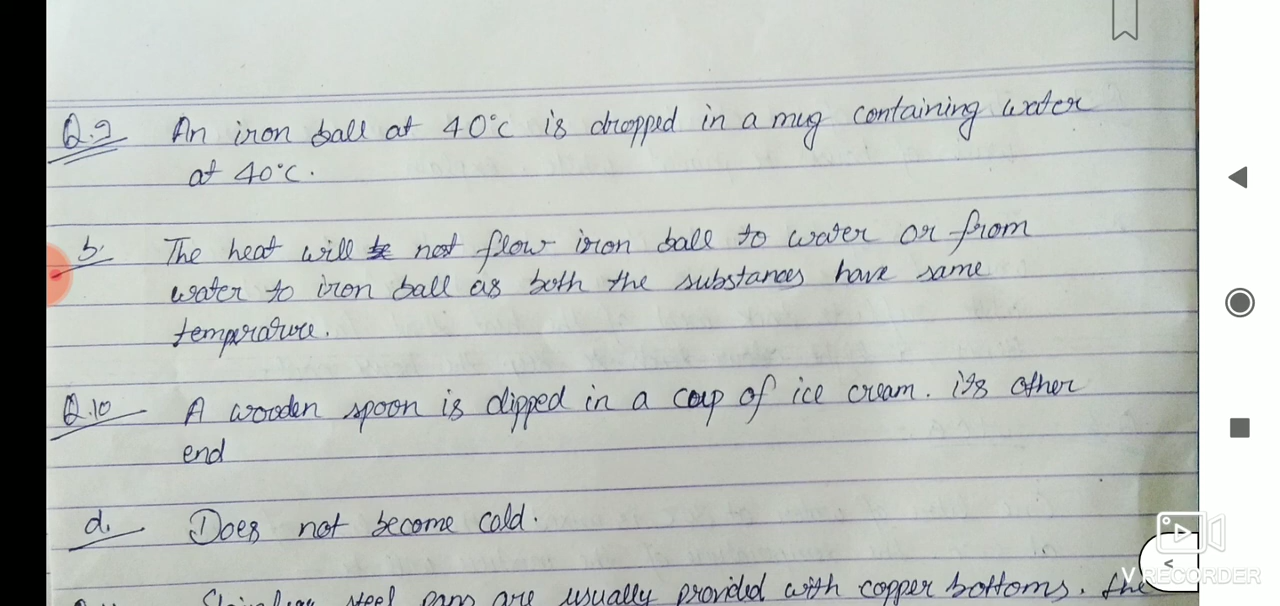 Q.9 An iron ball at 40°C is dropped in a mug containing water
at 40°C.
b. The heat will not flow iron ball to water or from
water to iron ball as both the substances have same
temperature.
Q.10 A wooden spoon is dipped in a cup of ice cream. its other
end
d. Does not become cold.
Stainless steel pans are usually provided with copper bottoms. the
V RECORDER